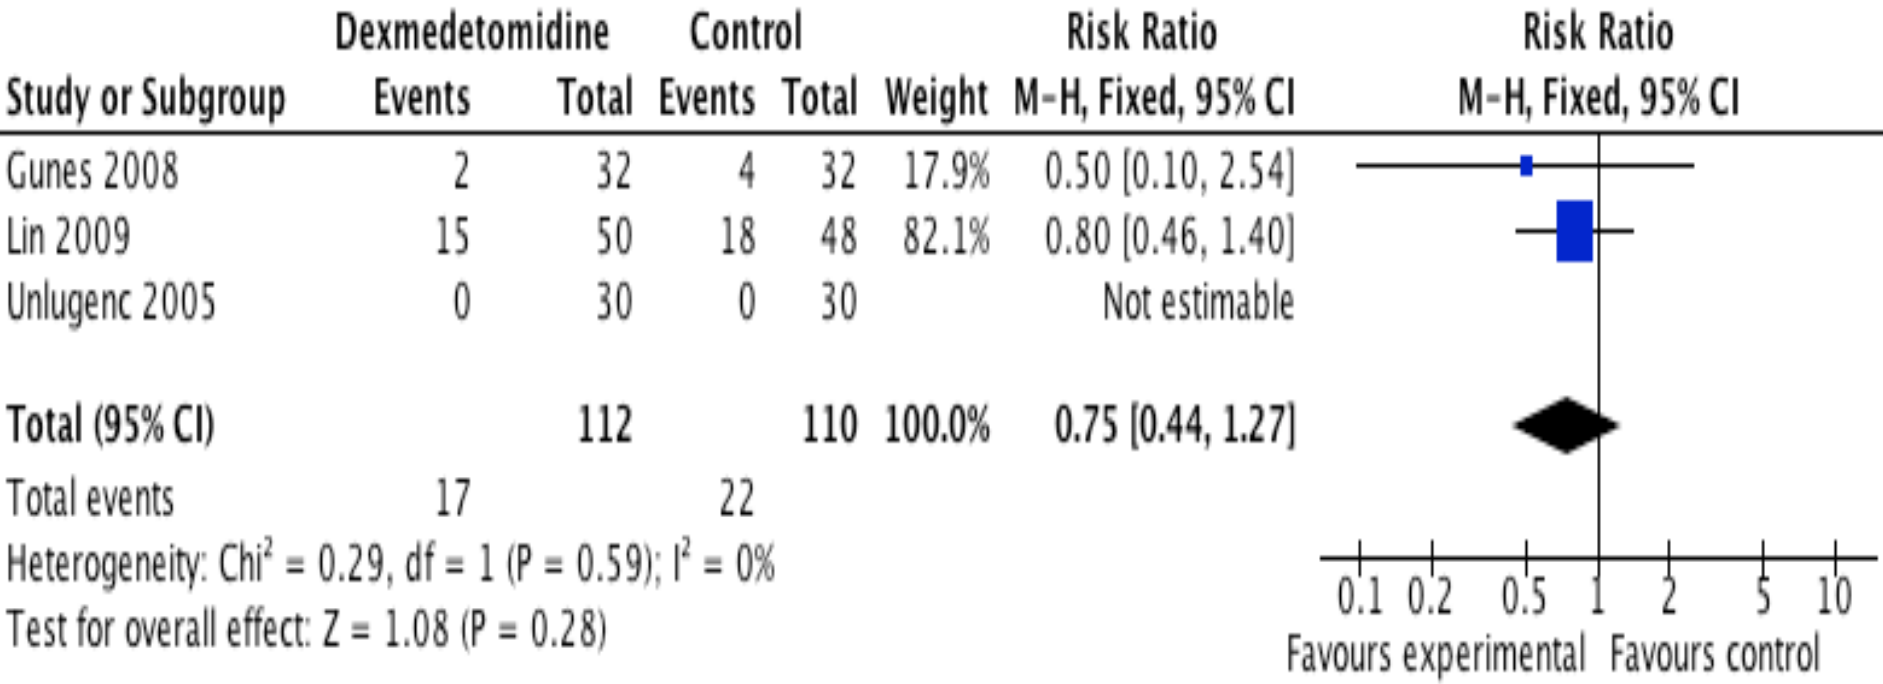 Dexmedetomidine Control Risk Ratio Risk Ratio
Study or Subgroup Events Total Events Total Weight M-H, Fixed, 95% CI M-H, Fixed, 95% CI
Gunes 2008 2 32 4 32 17.9% 0.50 [0.10, 2.54]
Lin 2009 15 50 18 48 82.1% 0.80 [0.46, 1.40]
Unlugenc 2005 0 30 0 30 Not estimable
Total (95% CI) 112 110 100.0% 0.75 [0.44, 1.27]
Total events 17 22
Heterogeneity: Chi² = 0.29, df = 1 (P = 0.59); I² = 0%
Test for overall effect: Z = 1.08 (P = 0.28)
0.1 0.2 0.5 1 2 5 10
Favours experimental Favours control